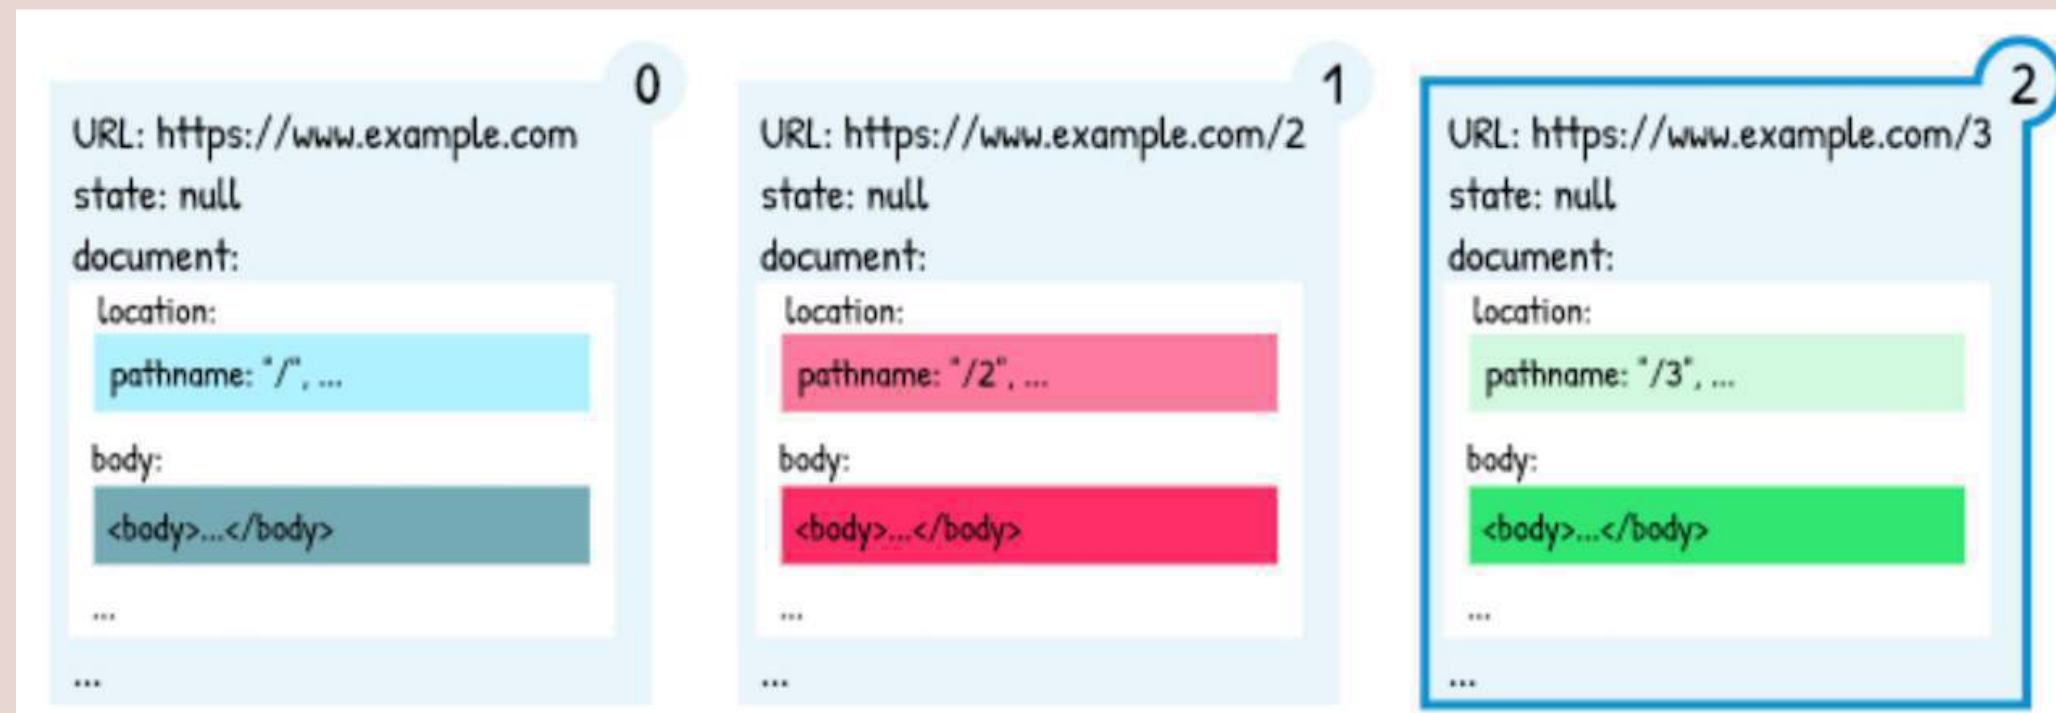 0
URL: https://www.example.com
state: null
document:
location:
pathname: "/", ...
body:
<body>...</body>
...
...
1
URL: https://www.example.com/2
state: null
document:
location:
pathname: "/2", ...
body:
<body>...</body>
...
...
2
URL: https://www.example.com/3
state: null
document:
location:
pathname: "/3", ...
body:
<body>...</body>
...
...